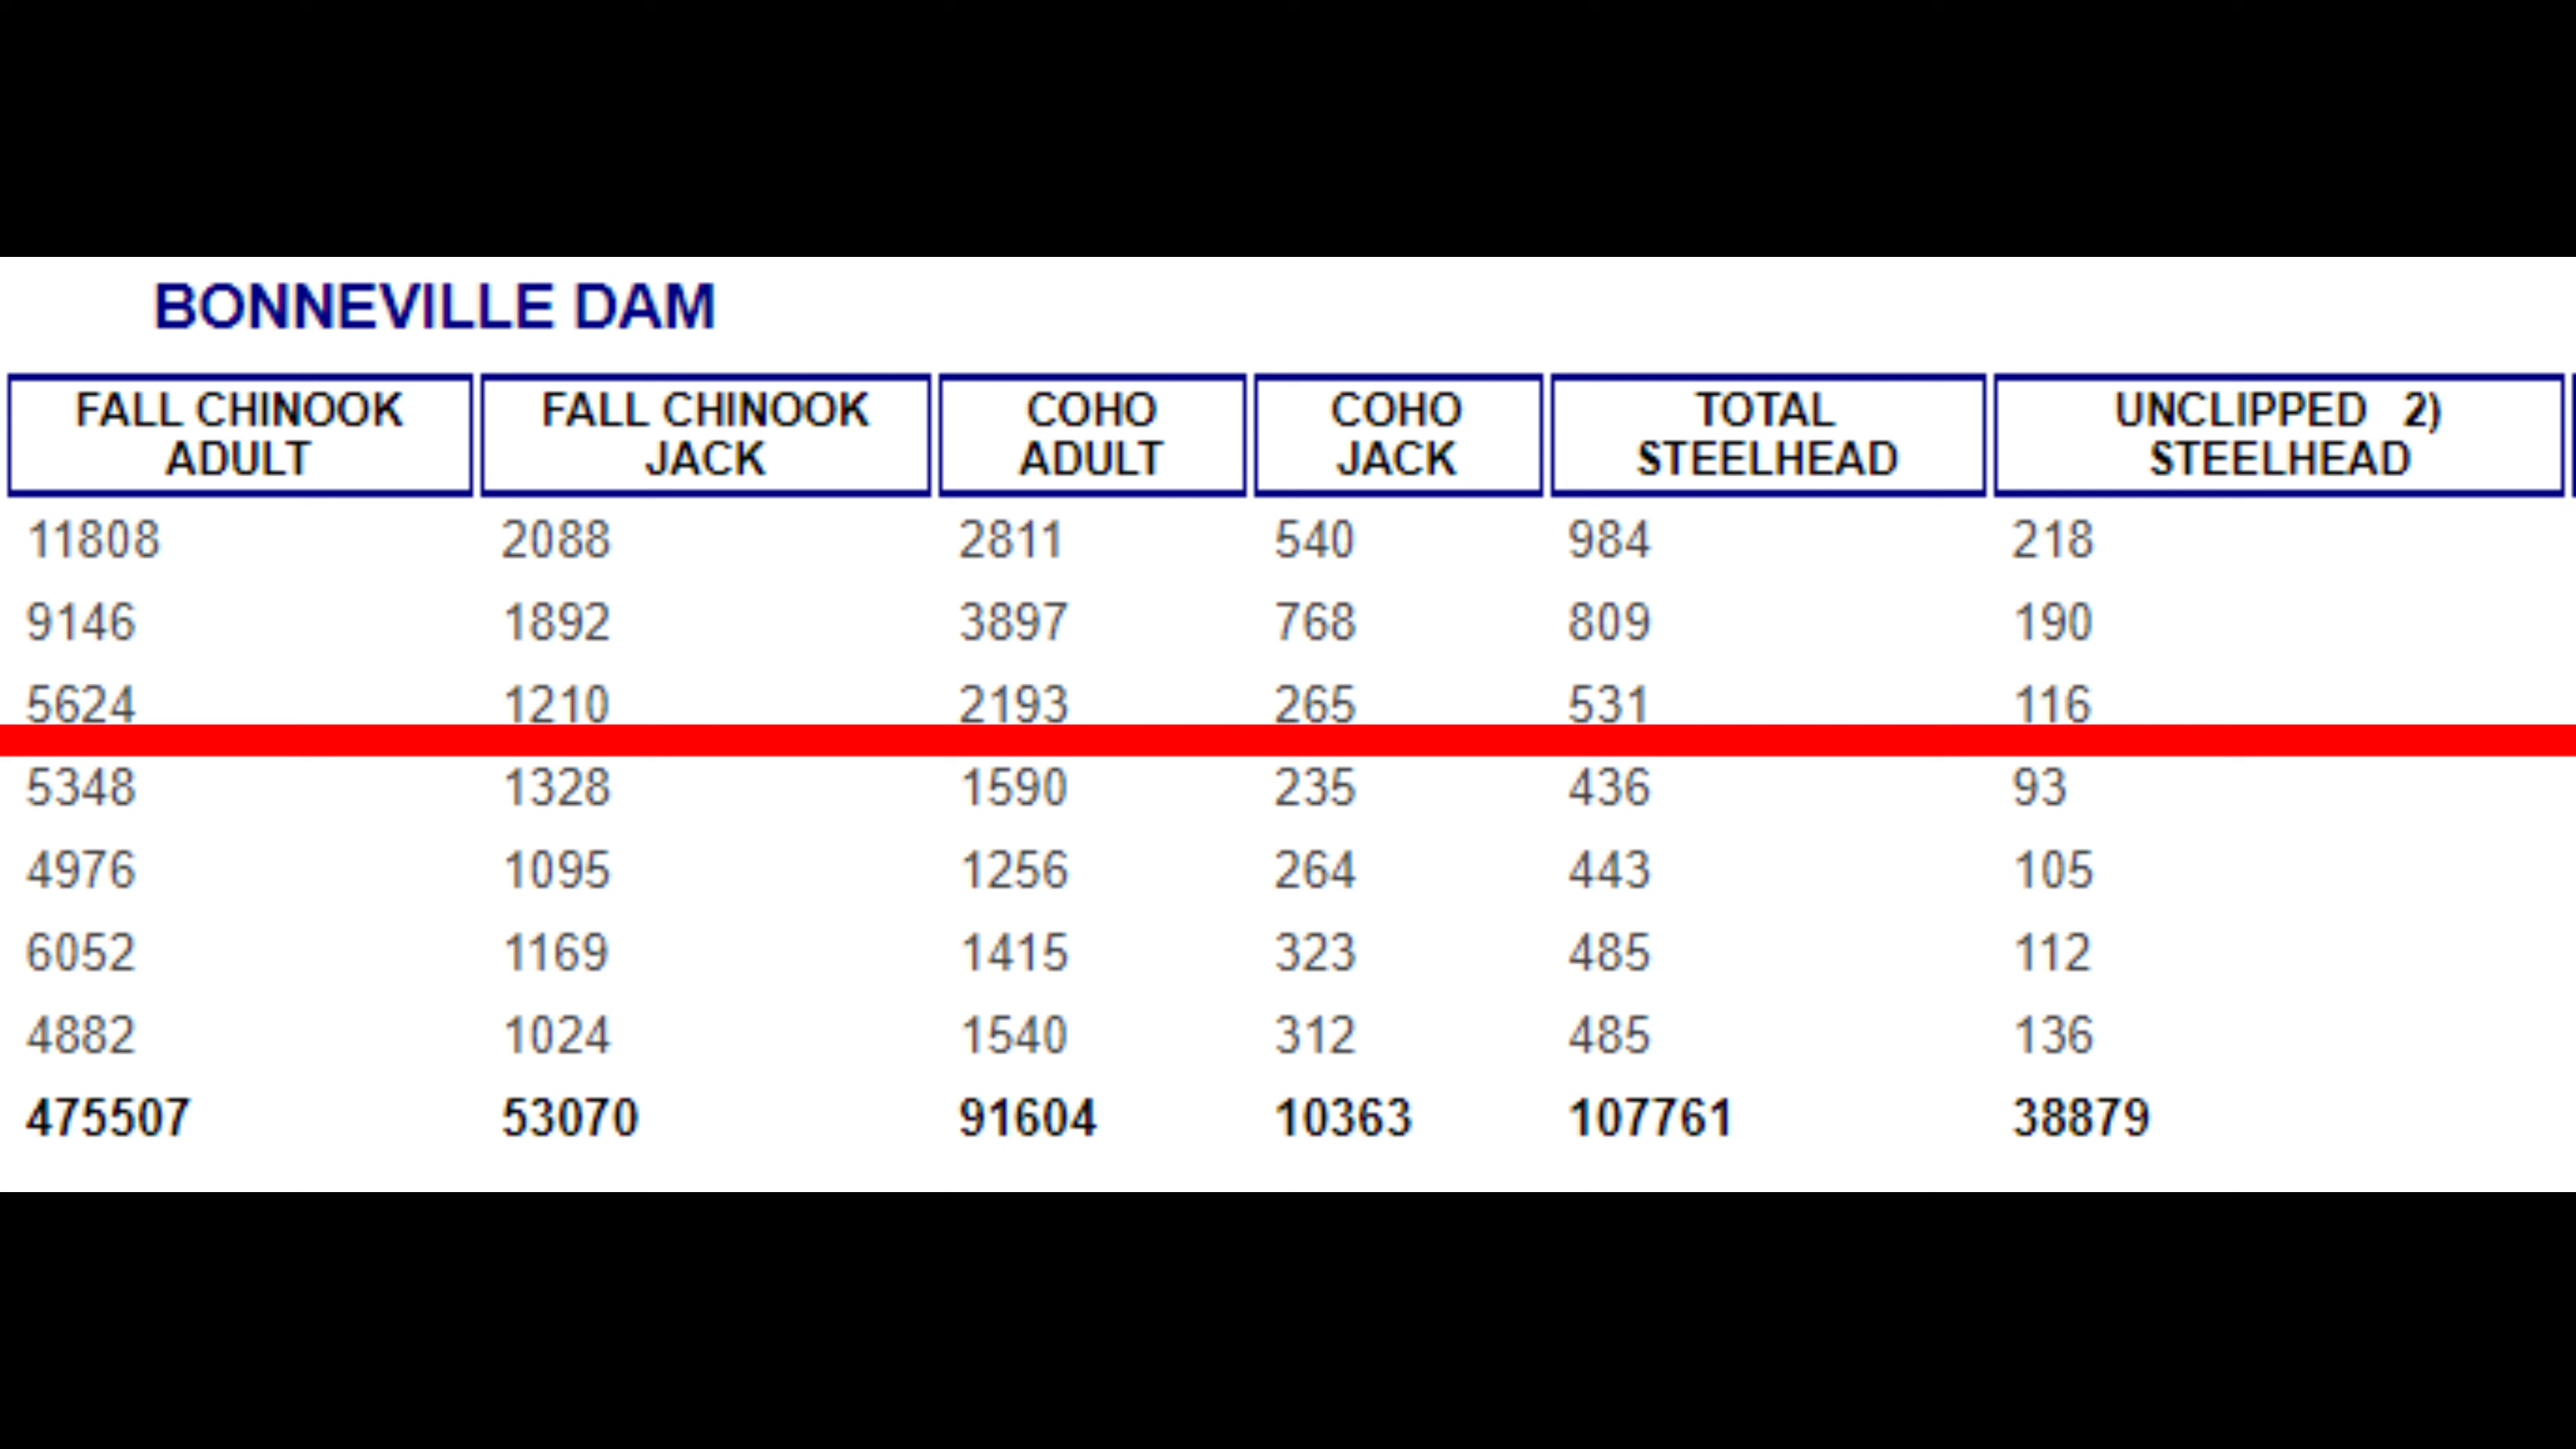 BONNEVILLE DAM
FALL CHINOOK ADULT FALL CHINOOK JACK COHO ADULT COHO JACK TOTAL STEELHEAD UNCLIPPED 2) STEELHEAD
11808 2088 2811 540 984 218
9146 1892 3897 768 809 190
5624 1210 2193 265 531 116
5348 1328 1590 235 436 93
4976 1095 1256 264 443 105
6052 1169 1415 323 485 112
4882 1024 1540 312 485 136
475507 53070 91604 10363 107761 38879